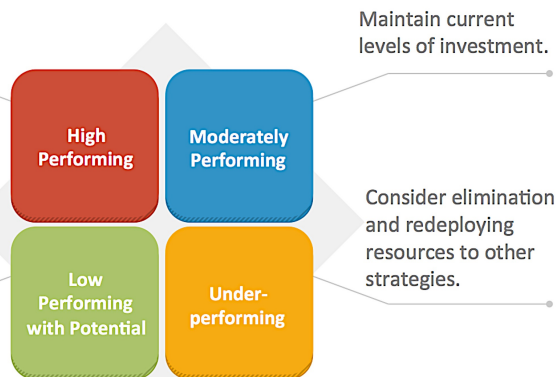 Maintain current
levels of investment.
High
Performing
Moderately
Performing
Consider elimination
and redeploying
resources to other
strategies.
Low
Performing
with Potential
Under-
performing